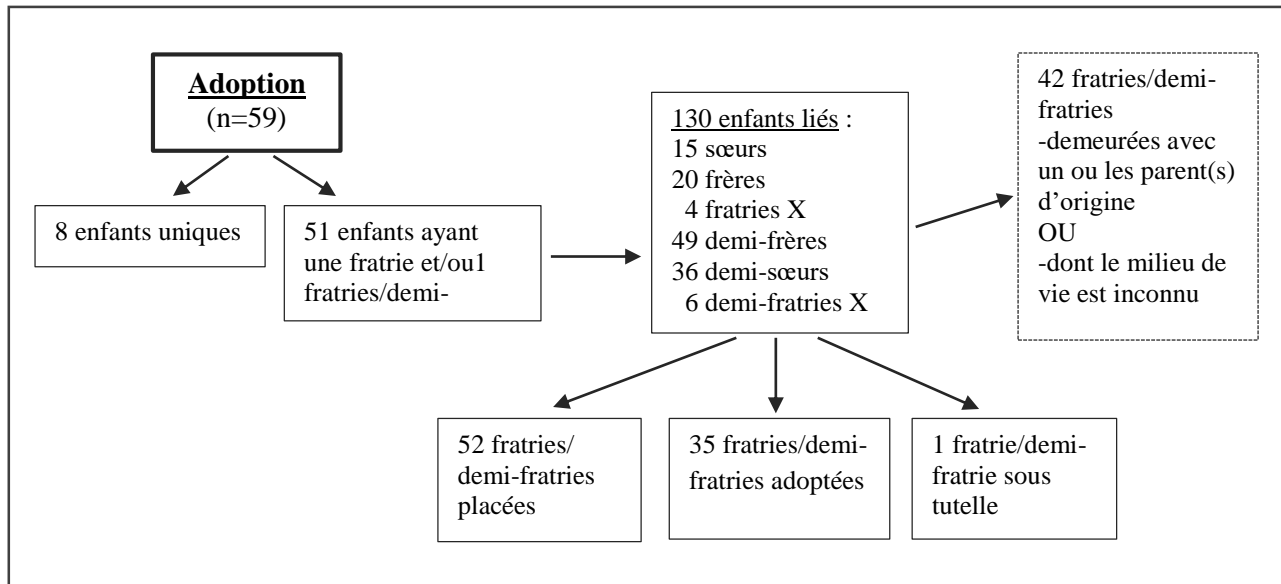 Adoption
(n=59)
8 enfants uniques
51 enfants ayant
une fratrie et/ou1
fratries/demi-
130 enfants liés :
15 sœurs
20 frères
4 fratries X
49 demi-frères
36 demi-sœurs
6 demi-fratries X
42 fratries/demi-
fratries
-demeurées avec
un ou les parent(s)
d’origine
OU
-dont le milieu de
vie est inconnu
52 fratries/
demi-fratries
placées
35 fratries/demi-
fratries adoptées
1 fratrie/demi-
fratrie sous
tutelle